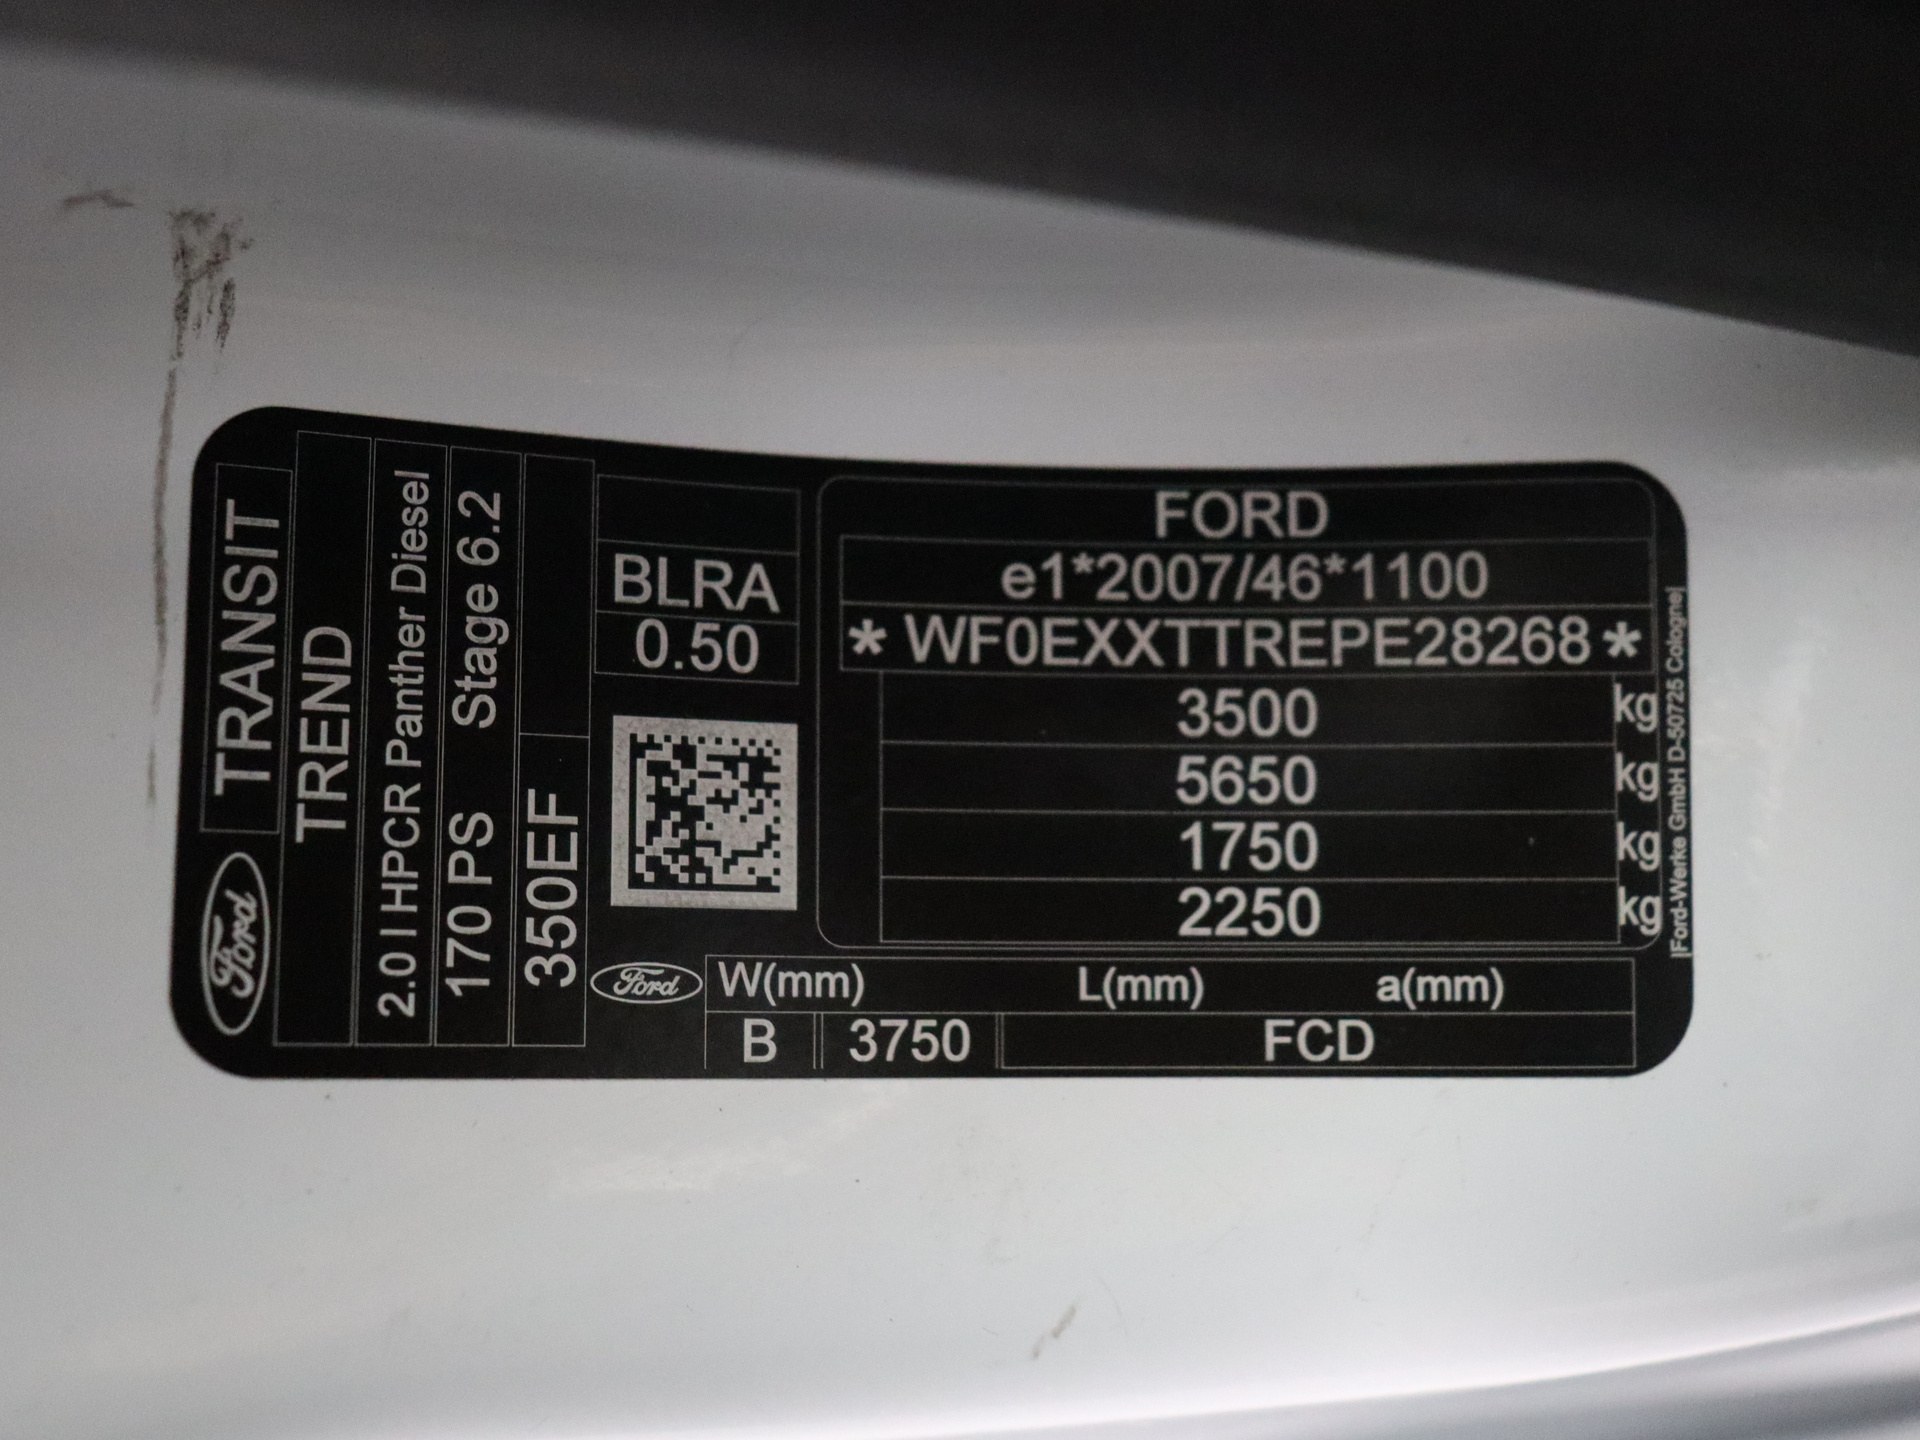 Ford
TRANSIT
TREND
2.0 l HPCR Panther Diesel
170 PS Stage 6.2
350EF
BLRA
0.50
FORD
e1*2007/46*1100
* WF0EXXTTREPE28268 *
3500 kg
5650 kg
1750 kg
2250 kg
Ford-Werke GmbH D-50725 Cologne
Ford
W(mm) L(mm) a(mm)
B 3750 FCD